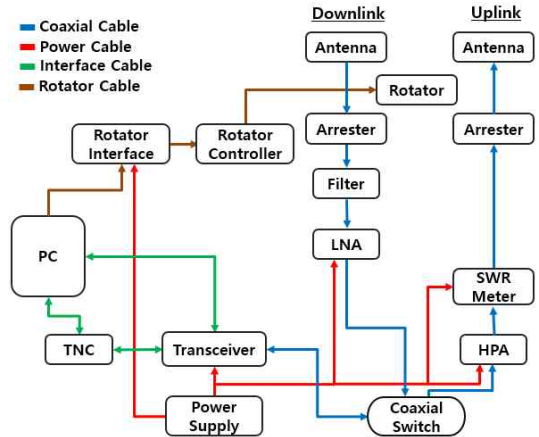 Downlink
Uplink
Coaxial Cable
Power Cable
Interface Cable
Rotator Cable
Antenna
Antenna
Rotator
Rotator
Interface
Rotator
Controller
Arrester
Arrester
Filter
LNA
PC
SWR
Meter
TNC
Transceiver
HPA
Power
Supply
Coaxial
Switch